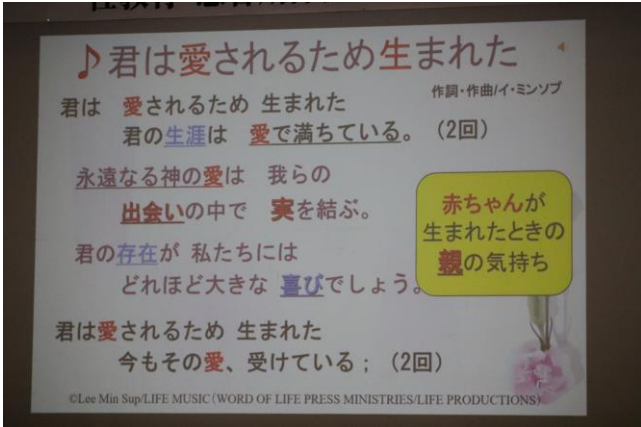 ♪君は愛されるため生まれた
作詞・作曲/イ・ミンソプ
君は 愛されるため 生まれた
君の生涯は 愛で満ちている。(2回)
永遠なる神の愛は 我らの
出会いの中で 実を結ぶ。
君の存在が 私たちには
どれほど大きな 喜びでしょう。
君は愛されるため 生まれた
今もその愛、受けている; (2回)
赤ちゃんが
生まれたときの
親の気持ち
©Lee Min Sup/LIFE MUSIC(WORD OF LIFE PRESS MINISTRIES/LIFE PRODUCTIONS)